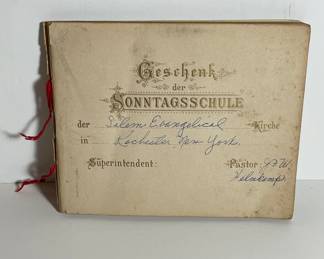 Geschenk
der
SONNTAGSSCHULE
der Salem Evangelical Kirche
in Rochester New York.
Superintendent: Pastor: F. W.
Helmkamp.